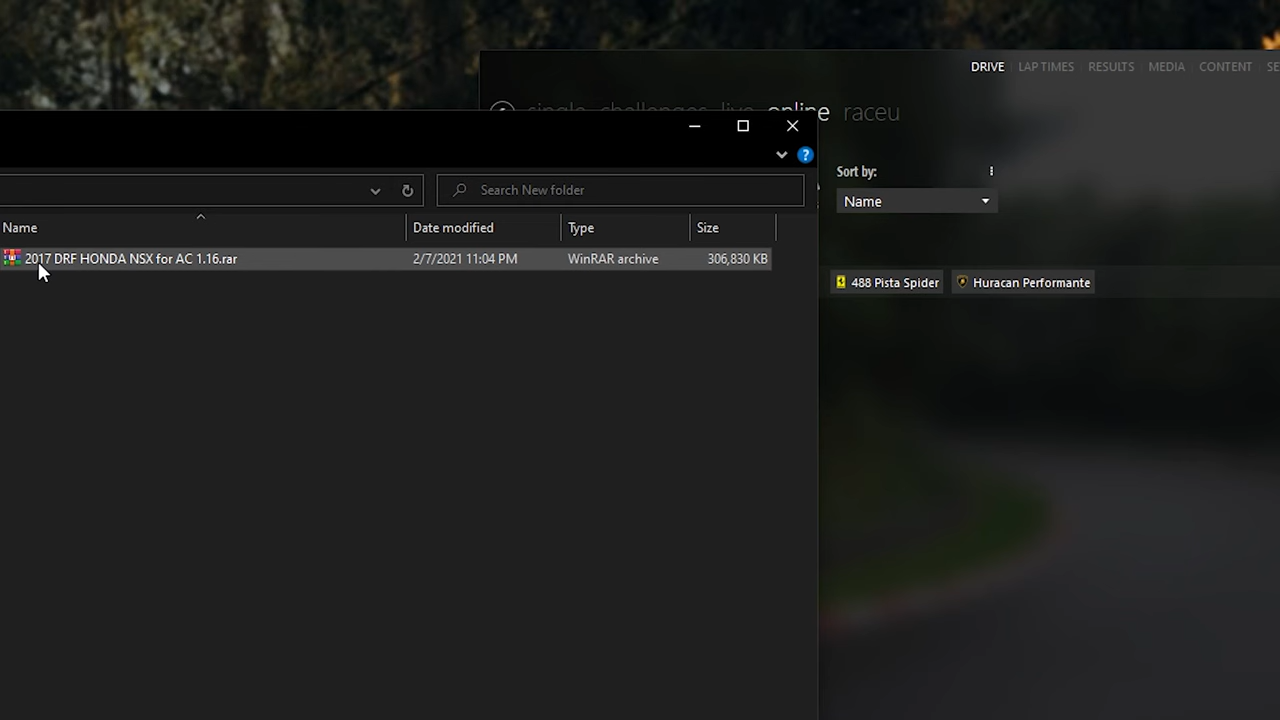 DRIVE LAP TIMES RESULTS MEDIA CONTENT SE
single challenges live online raceu
?
Search New folder
Sort by:
Name
Name Date modified Type Size
2017 DRF HONDA NSX for AC 1.16.rar 2/7/2021 11:04 PM WinRAR archive 306,830 KB
488 Pista Spider Huracan Performante